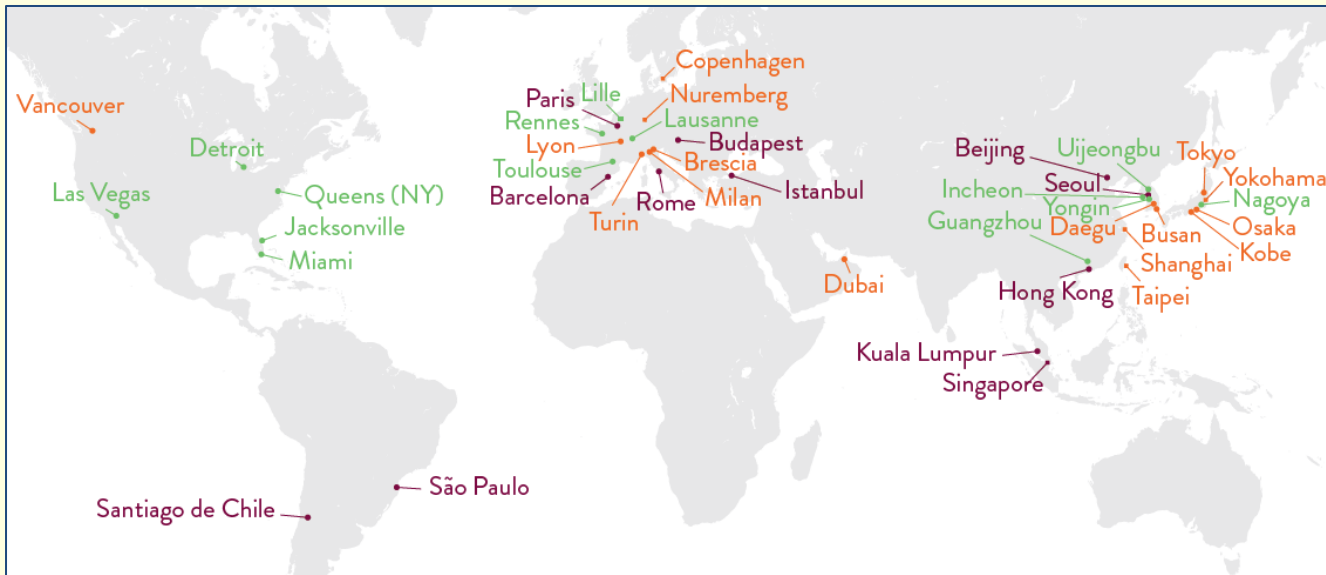 Copenhagen
Vancouver
Paris
Lille
Nuremberg
Rennes
Lausanne
Detroit
Lyon
Budapest
Beijing
Uijeongbu
Toulouse
Brescia
Tokyo
Las Vegas
Queens (NY)
Barcelona
Rome
Milan
Istanbul
Incheon
Seoul
Yokohama
Yongin
Nagoya
Jacksonville
Turin
Guangzhou
Daegu
Busan
Osaka
Miami
Shanghai
Kobe
Dubai
Hong Kong
Taipei
Kuala Lumpur
Singapore
São Paulo
Santiago de Chile